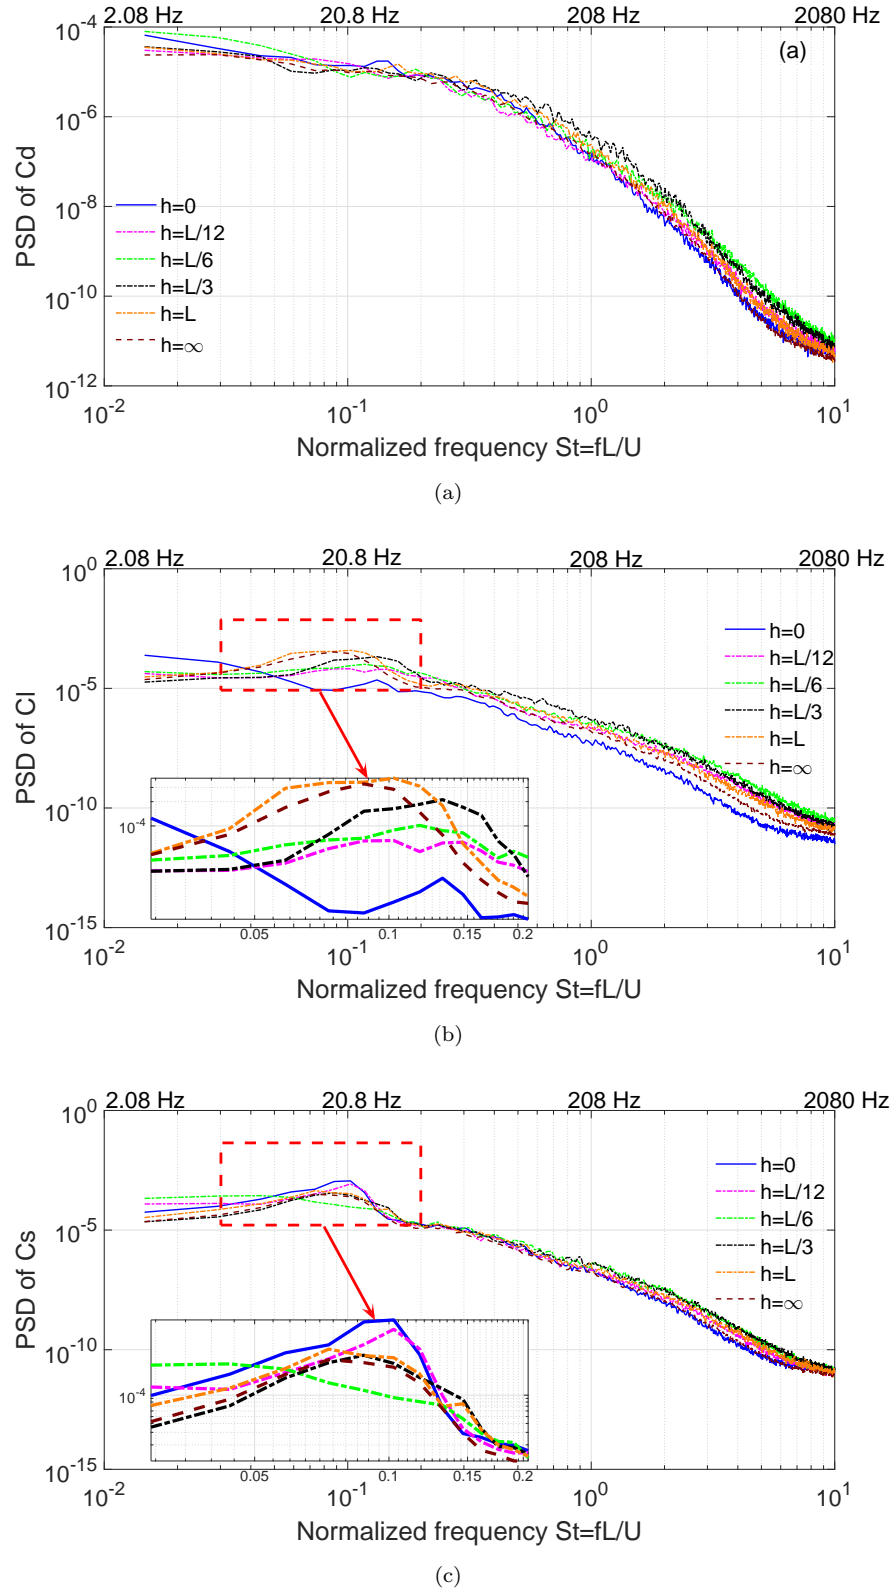 2.08 Hz 20.8 Hz 208 Hz 2080 Hz
10^-4
(a)
10^-6
PSD of Cd
10^-8
h=0
h=L/12
h=L/6
h=L/3
h=L
h=∞
10^-10
10^-12
10^-2 10^-1 10^0 10^1
Normalized frequency St=fL/U
(a)
2.08 Hz 20.8 Hz 208 Hz 2080 Hz
10^0
h=0
h=L/12
h=L/6
h=L/3
h=L
h=∞
10^-5
PSD of Cl
10^-4
10^-10
10^-15
0.05 0.1 0.15 0.2
10^-2 10^-1 10^0 10^1
Normalized frequency St=fL/U
(b)
2.08 Hz 20.8 Hz 208 Hz 2080 Hz
10^0
h=0
h=L/12
h=L/6
h=L/3
h=L
h=∞
10^-5
PSD of Cs
10^-4
10^-10
10^-15
0.05 0.1 0.15 0.2
10^-2 10^-1 10^0 10^1
Normalized frequency St=fL/U
(c)